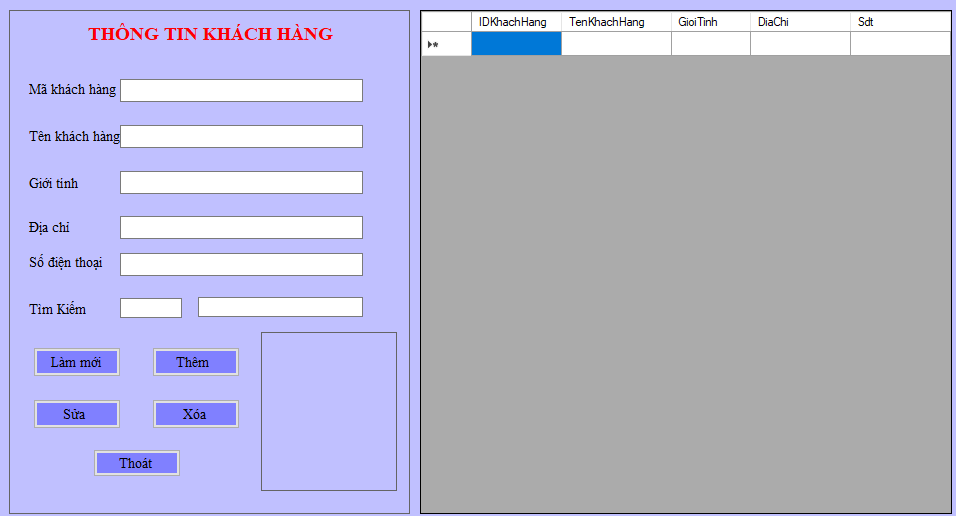 THÔNG TIN KHÁCH HÀNG
Mã khách hàng
Tên khách hàng
Giới tinh
Địa chỉ
Số điện thoại
Tìm Kiếm
Làm mới
Thêm
Sửa
Xóa
Thoát
IDKhachHang TenKhachHang GioiTinh DiaChi Sdt